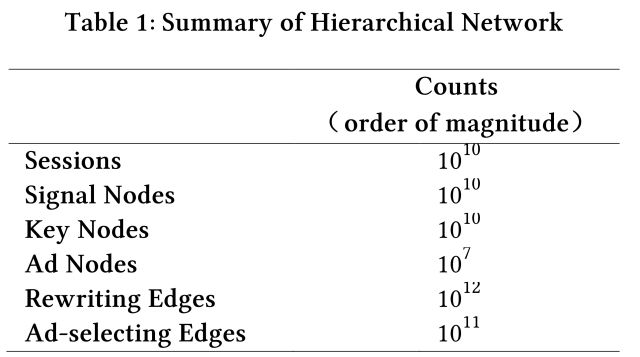 Table 1: Summary of Hierarchical Network
Counts
（order of magnitude）
Sessions 10^10
Signal Nodes 10^10
Key Nodes 10^10
Ad Nodes 10^7
Rewriting Edges 10^12
Ad-selecting Edges 10^11